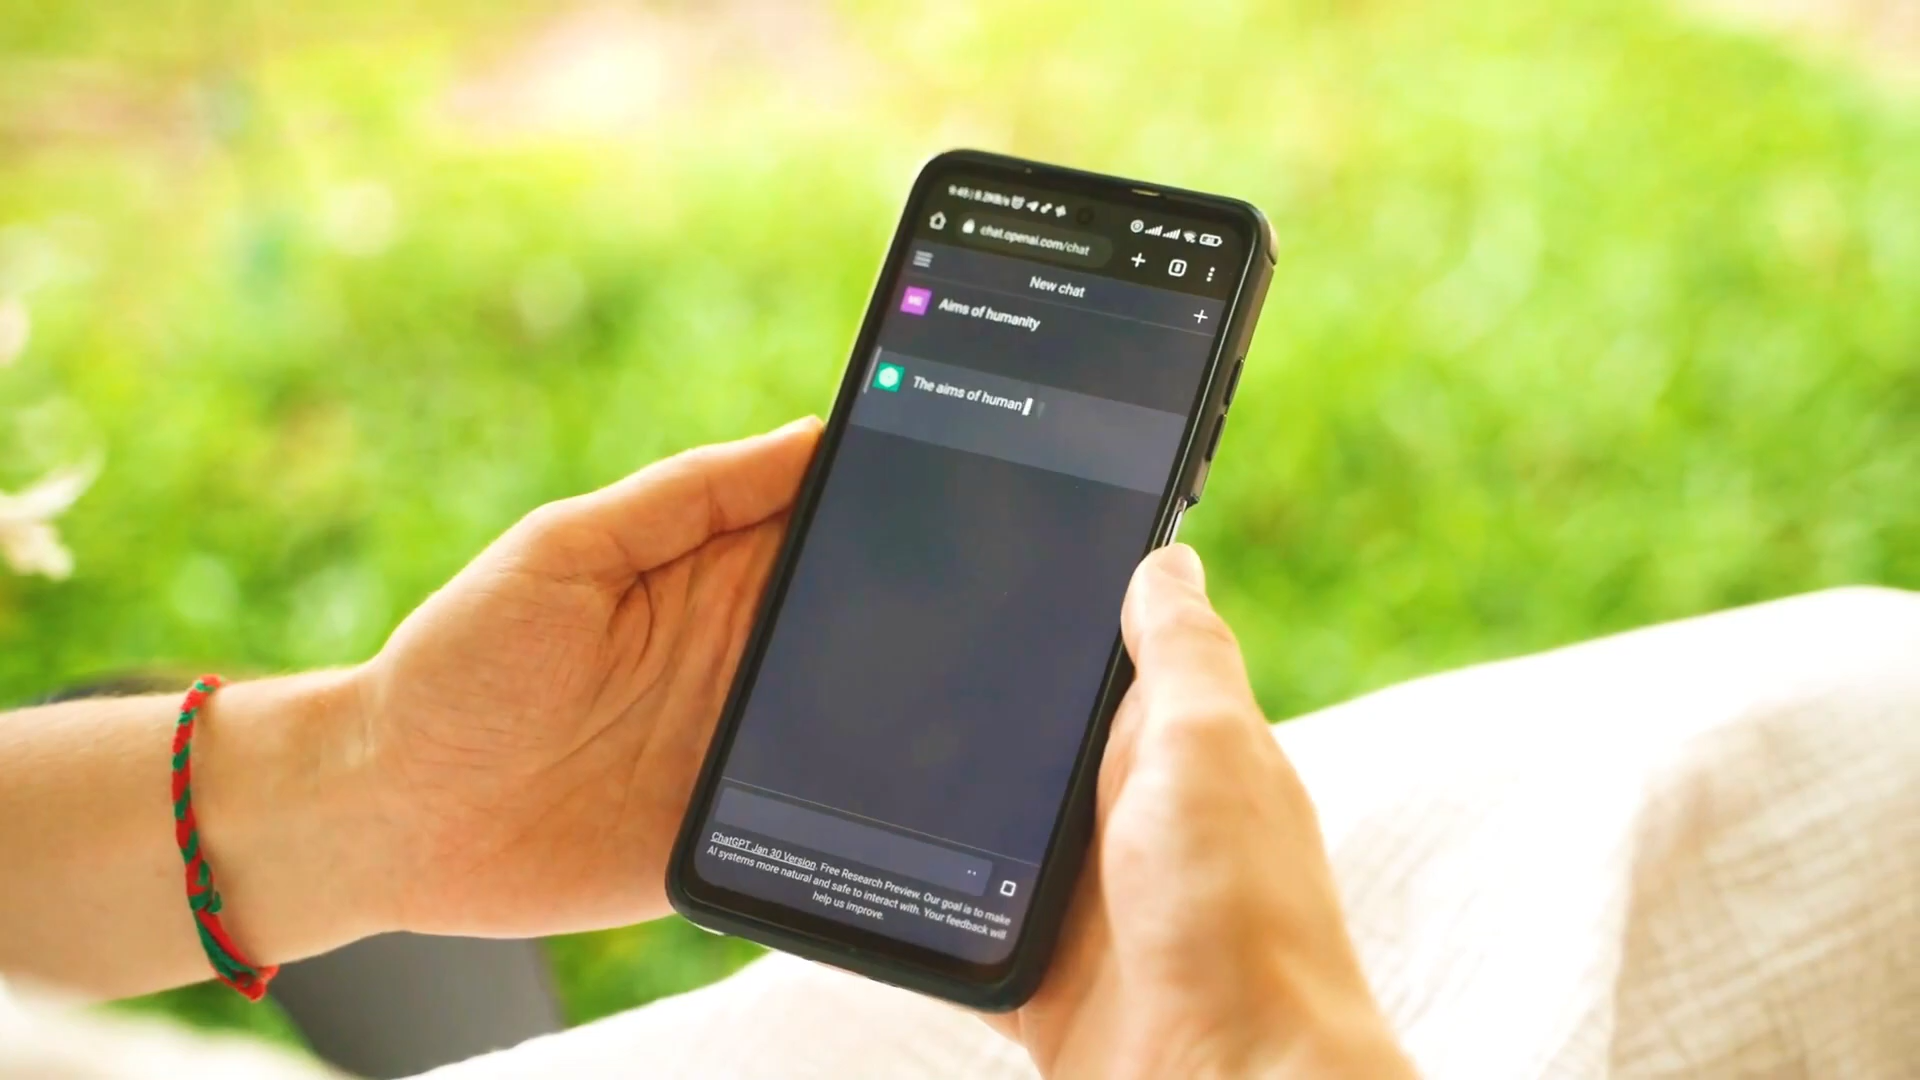 chat.openai.com/chat
8
New chat
Aims of humanity
The aims of human
ChatGPT Jan 30 Version. Free Research Preview. Our goal is to make
AI systems more natural and safe to interact with. Your feedback will
help us improve.